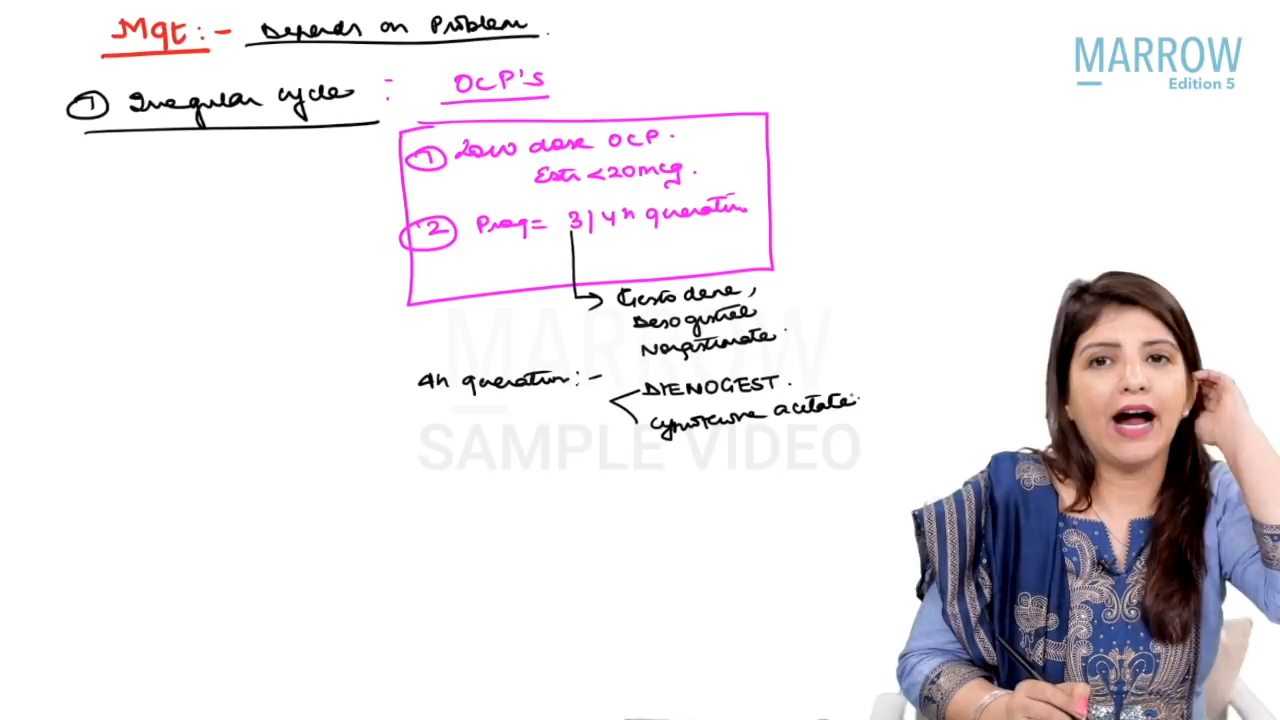 Mgt:- Depends on Problem.
MARROW
Edition 5
① Irregular cycle : OCP's
① Low dose OCP.
Estr <20mcg.
② Prog = 3/4th generation
Gestodene,
Desogestrel
Norgestimate.
4th generation:-
DIENOGEST.
cyproterone acetate.
MARROW
SAMPLE VIDEO